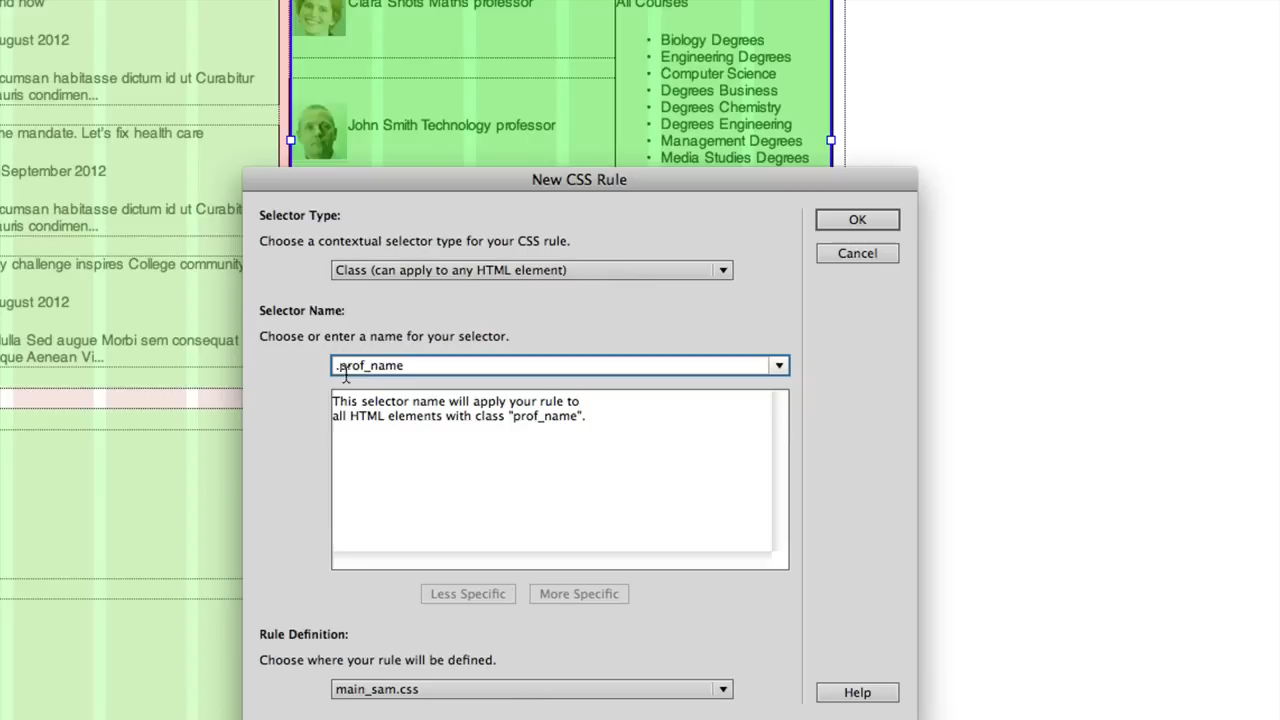 nd now
ugust 2012
cumsan habitasse dictum id ut Curabitur
auris condimen...
he mandate. Let's fix health care
September 2012
cumsan habitasse dictum id ut Curabit
auris condimen...
y challenge inspires College community
ugust 2012
ulla Sed augue Morbi sem consequat
que Aenean Vi...
Clara Shots Maths professor
John Smith Technology professor
All Courses
• Biology Degrees
• Engineering Degrees
• Computer Science
• Degrees Business
• Degrees Chemistry
• Degrees Engineering
• Management Degrees
• Media Studies Degrees
New CSS Rule
Selector Type:
Choose a contextual selector type for your CSS rule.
Class (can apply to any HTML element)
OK
Cancel
Selector Name:
Choose or enter a name for your selector.
.prof_name
This selector name will apply your rule to
all HTML elements with class "prof_name".
Less Specific
More Specific
Rule Definition:
Choose where your rule will be defined.
main_sam.css
Help